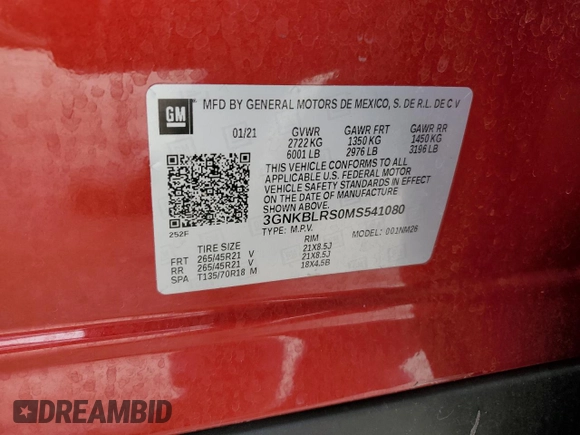 GM
MFD BY GENERAL MOTORS DE MEXICO, S. DE R.L. DE C V
01/21 GVWR GAWR FRT GAWR RR
2722 KG 1350 KG 1450 KG
6001 LB 2976 LB 3196 LB
THIS VEHICLE CONFORMS TO ALL
APPLICABLE U.S. FEDERAL MOTOR
VEHICLE SAFETY STANDARDS IN EFFECT
ON THE DATE OF MANUFACTURE
SHOWN ABOVE.
3GNKBLRS0MS541080
252F TYPE: M.P.V. MODEL: 001NM26
TIRE SIZE RIM
FRT 265/45R21 V 21X8.5J
RR 265/45R21 V 21X8.5J
SPA T135/70R18 M 18X4.5B
DREAMBID